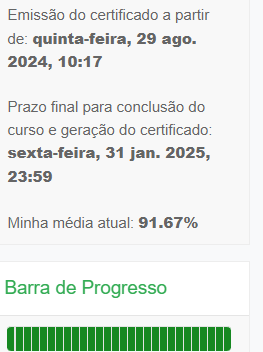 Emissão do certificado a partir
de: quinta-feira, 29 ago.
2024, 10:17
Prazo final para conclusão do
curso e geração do certificado:
sexta-feira, 31 jan. 2025,
23:59
Minha média atual: 91.67%
Barra de Progresso